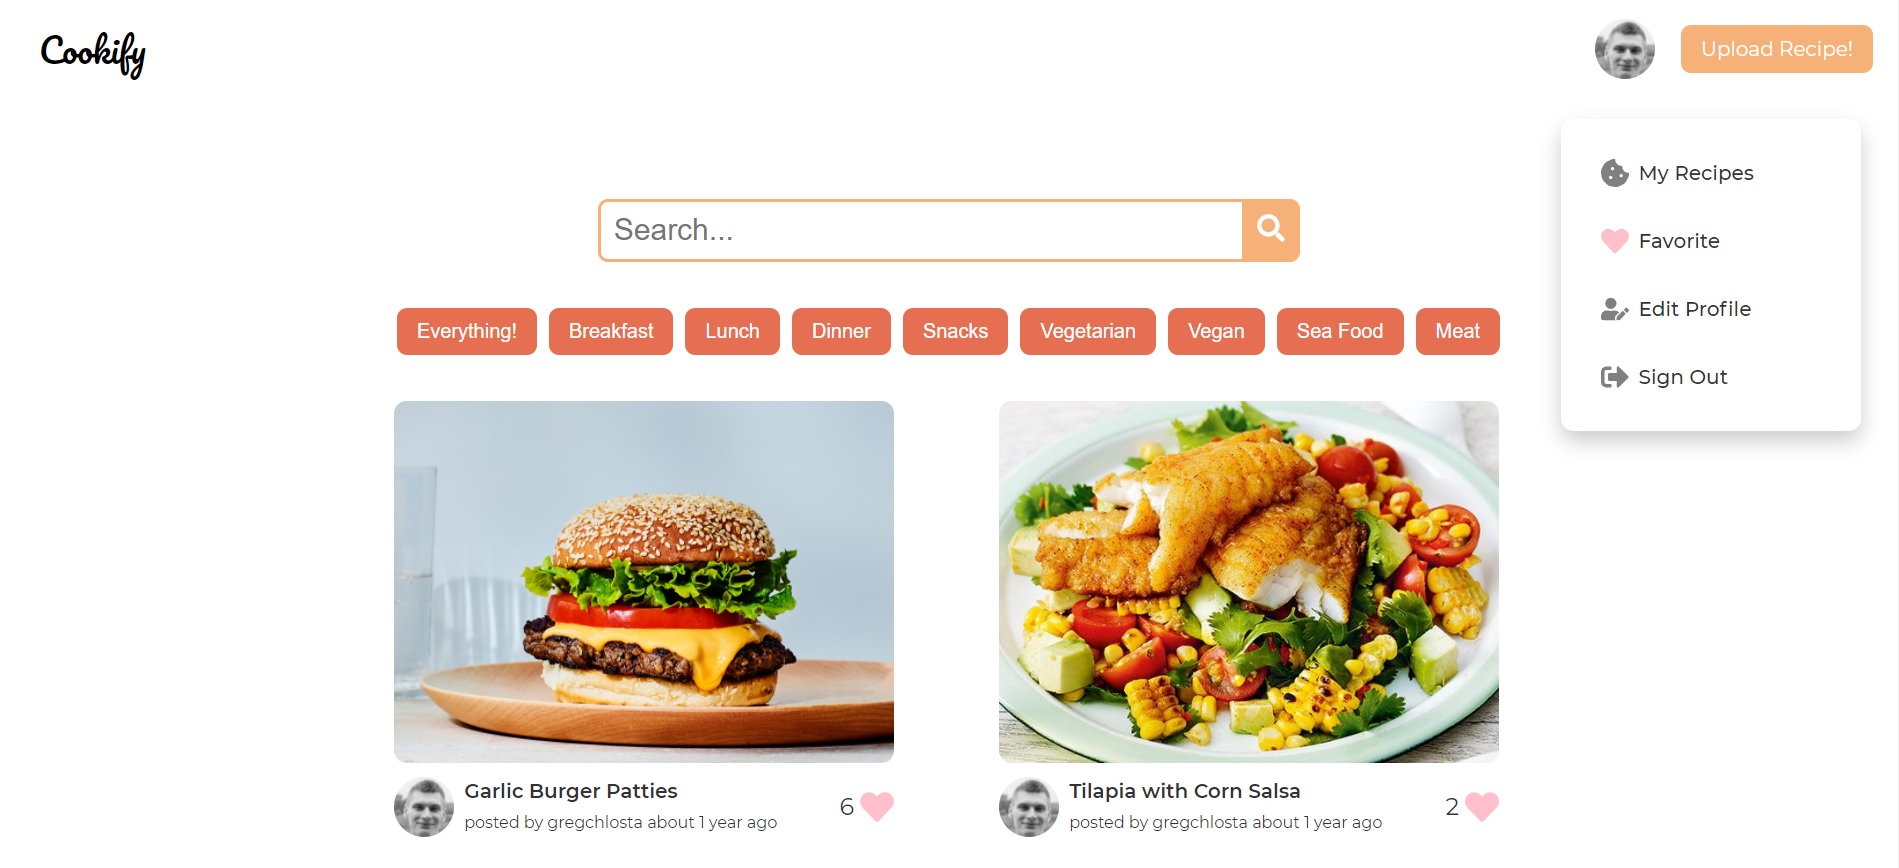 Cookify
Upload Recipe!
My Recipes
Favorite
Edit Profile
Sign Out
Search...
Everything! Breakfast Lunch Dinner Snacks Vegetarian Vegan Sea Food Meat
Garlic Burger Patties
posted by gregchlosta about 1 year ago
6
Tilapia with Corn Salsa
posted by gregchlosta about 1 year ago
2